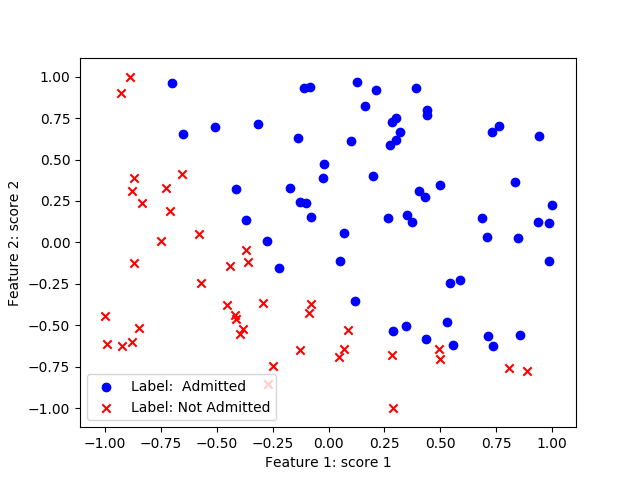 1.00
0.75
0.50
0.25
0.00
−0.25
−0.50
−0.75
−1.00
Feature 2: score 2
Label:  Admitted
Label: Not Admitted
−1.00 −0.75 −0.50 −0.25 0.00 0.25 0.50 0.75 1.00
Feature 1: score 1